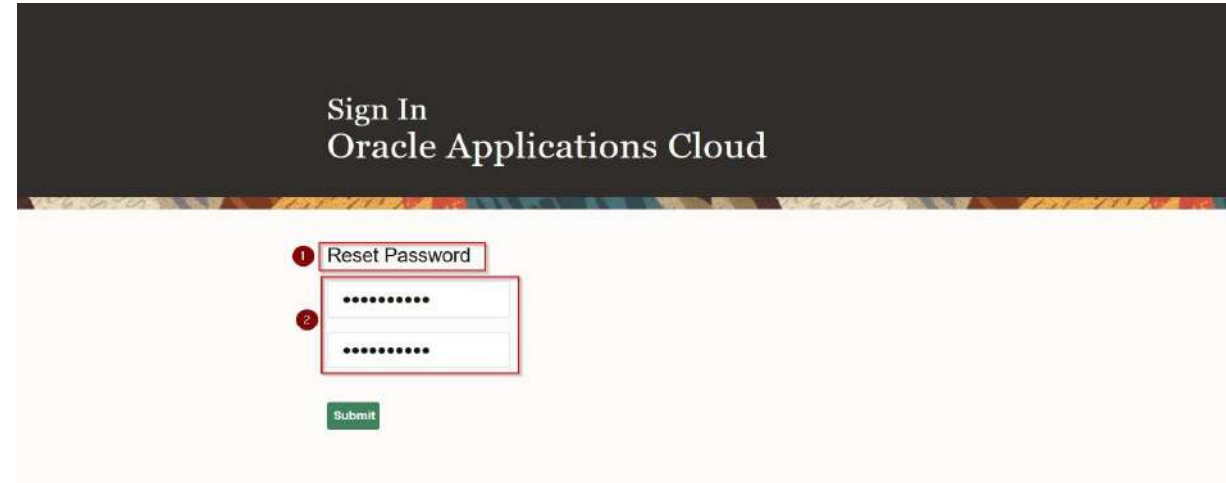 Sign In
Oracle Applications Cloud
1 Reset Password
••••••••••
2
••••••••••
Submit